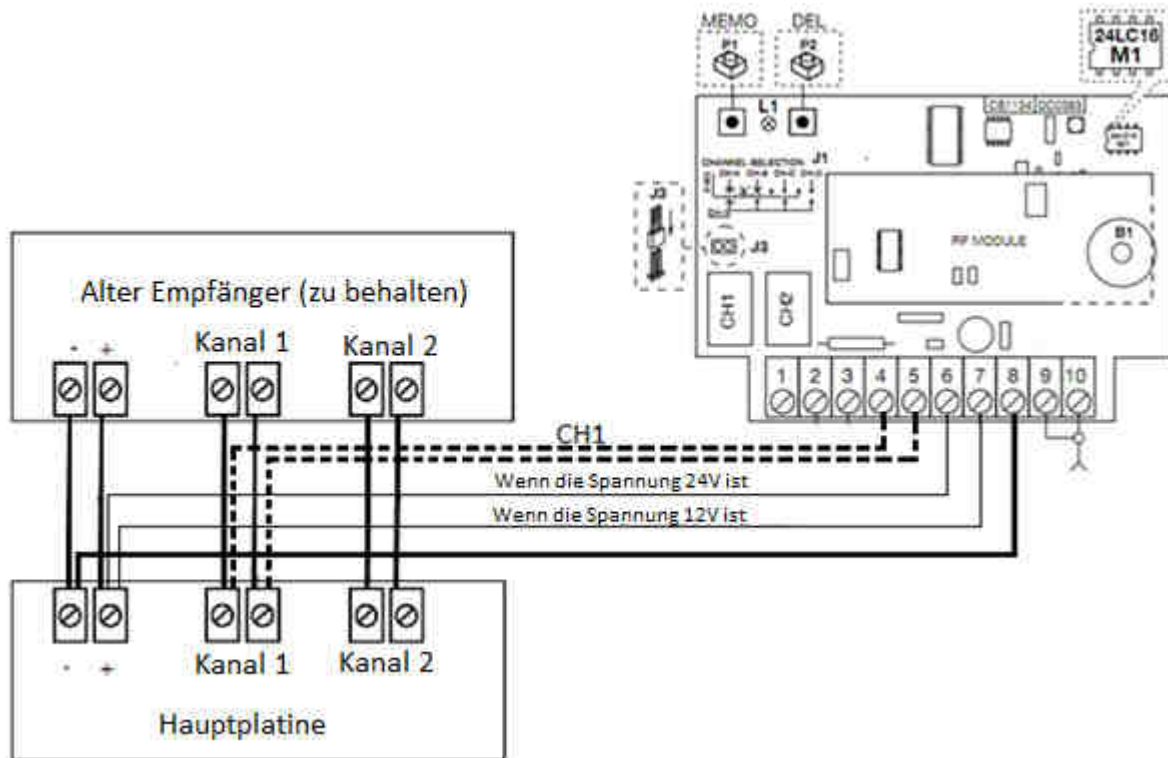 MEMO
DEL
P1
P2
24LC16
M1
L1
CHANNEL SELECTION
J1
J3
J3
RF MODULE
B1
CH1
CH2
Alter Empfänger (zu behalten)
- +
Kanal 1
Kanal 2
1 2 3 4 5 6 7 8 9 10
CH1
Wenn die Spannung 24V ist
Wenn die Spannung 12V ist
- +
Kanal 1
Kanal 2
Hauptplatine